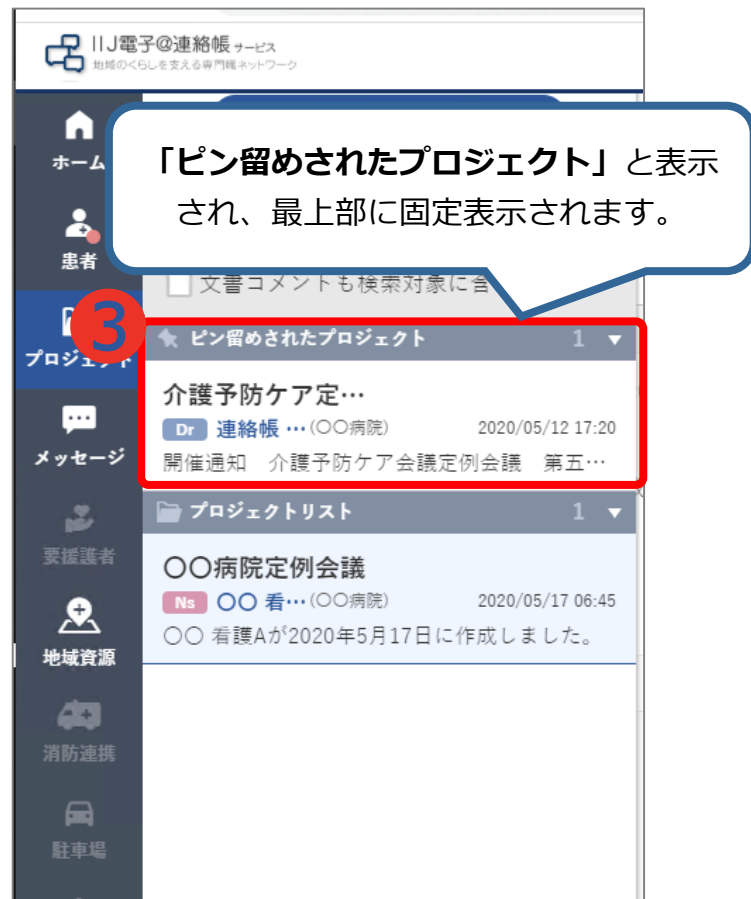 IIJ電子@連絡帳サービス
地域のくらしを支える専門職ネットワーク
ホーム
「ピン留めされたプロジェクト」と表示
され、最上部に固定表示されます。
患者
文書コメントも検索対象に含
3
プロジェクト
ピン留めされたプロジェクト 1 ▼
介護予防ケア定…
Dr 連絡帳 …(〇〇病院) 2020/05/12 17:20
開催通知 介護予防ケア会議定例会議 第五…
メッセージ
プロジェクトリスト 1 ▼
要援護者
〇〇病院定例会議
Ns 〇〇 看…(〇〇病院) 2020/05/17 06:45
〇〇 看護Aが2020年5月17日に作成しました。
地域資源
消防連携
駐車場